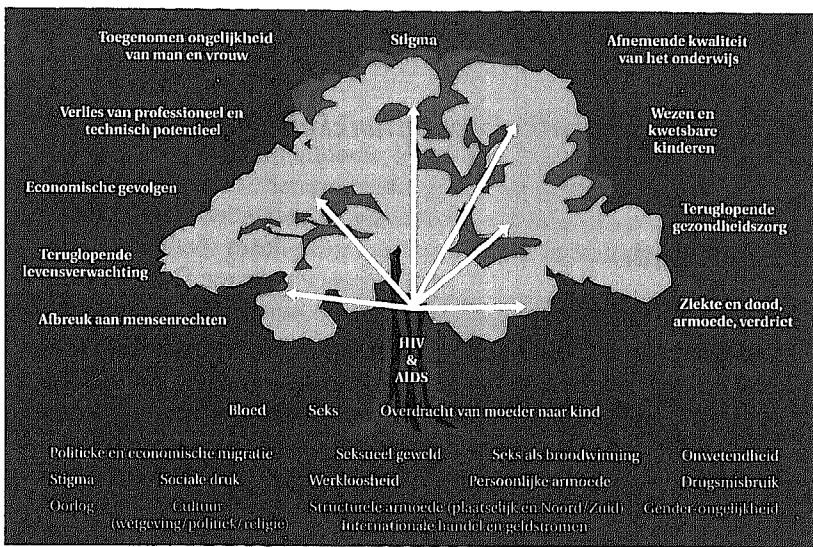 Toegenomen ongelijkheid
van man en vrouw
Stigma
Afnemende kwaliteit
van het onderwijs
Verlies van professioneel en
technisch potentieel
Wezen en
kwetsbare
kinderen
Economische gevolgen
Teruglopende
gezondheidszorg
Teruglopende
levensverwachting
Afbreuk aan mensenrechten
Ziekte en dood,
armoede, verdriet
HIV
&
AIDS
Bloed Seks Overdracht van moeder naar kind
Politieke en economische migratie Seksueel geweld Seks als broodwinning Onwetendheid
Stigma Sociale druk Werkloosheid Persoonlijke armoede Drugsmisbruik
Oorlog Cultuur Structurele armoede (plaatselijk en Noord/Zuid) Gender-ongelijkheid
(wetgeving/politiek/religie) Internationale handel en geldstromen